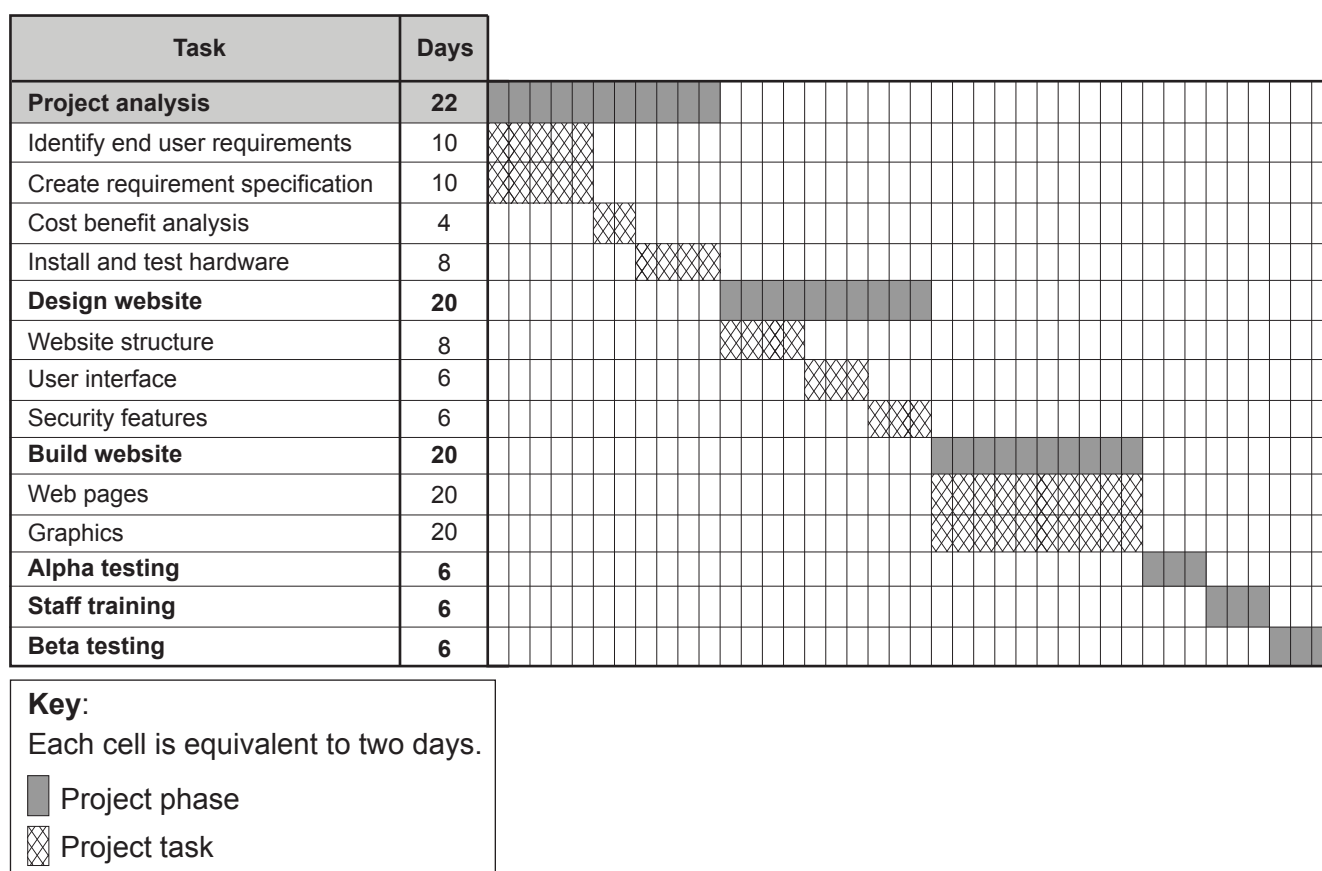 Task Days
Project analysis 22
Identify end user requirements 10
Create requirement specification 10
Cost benefit analysis 4
Install and test hardware 8
Design website 20
Website structure 8
User interface 6
Security features 6
Build website 20
Web pages 20
Graphics 20
Alpha testing 6
Staff training 6
Beta testing 6
Key:
Each cell is equivalent to two days.
Project phase
Project task